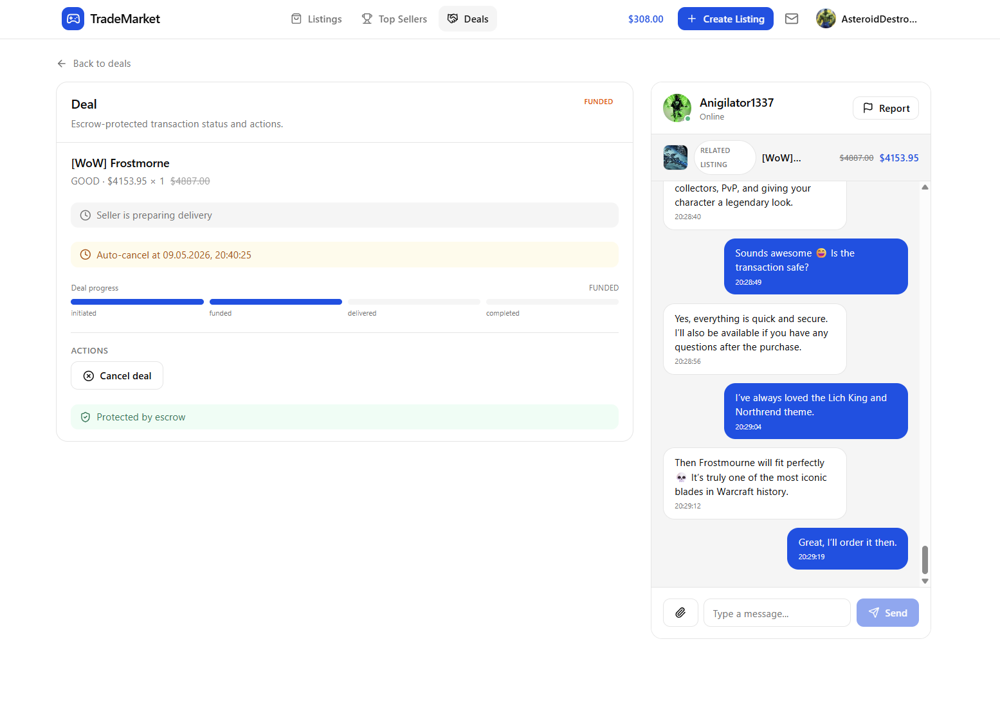 TradeMarket
Listings
Top Sellers
Deals
$308.00
Create Listing
AsteroidDestro...
Back to deals
Deal
FUNDED
Escrow-protected transaction status and actions.
[WoW] Frostmorne
GOOD · $4153.95 × 1 $4887.00
Seller is preparing delivery
Auto-cancel at 09.05.2026, 20:40:25
Deal progress
FUNDED
initiated
funded
delivered
completed
ACTIONS
Cancel deal
Protected by escrow
Anigilator1337
Online
Report
RELATED
LISTING
[WoW]...
$4887.00 $4153.95
collectors, PvP, and giving your
character a legendary look.
20:28:40
Sounds awesome 😄 Is the
transaction safe?
20:28:49
Yes, everything is quick and secure.
I’ll also be available if you have any
questions after the purchase.
20:28:56
I’ve always loved the Lich King and
Northrend theme.
20:29:04
Then Frostmourne will fit perfectly
💀 It’s truly one of the most iconic
blades in Warcraft history.
20:29:12
Great, I’ll order it then.
20:29:19
Type a message...
Send